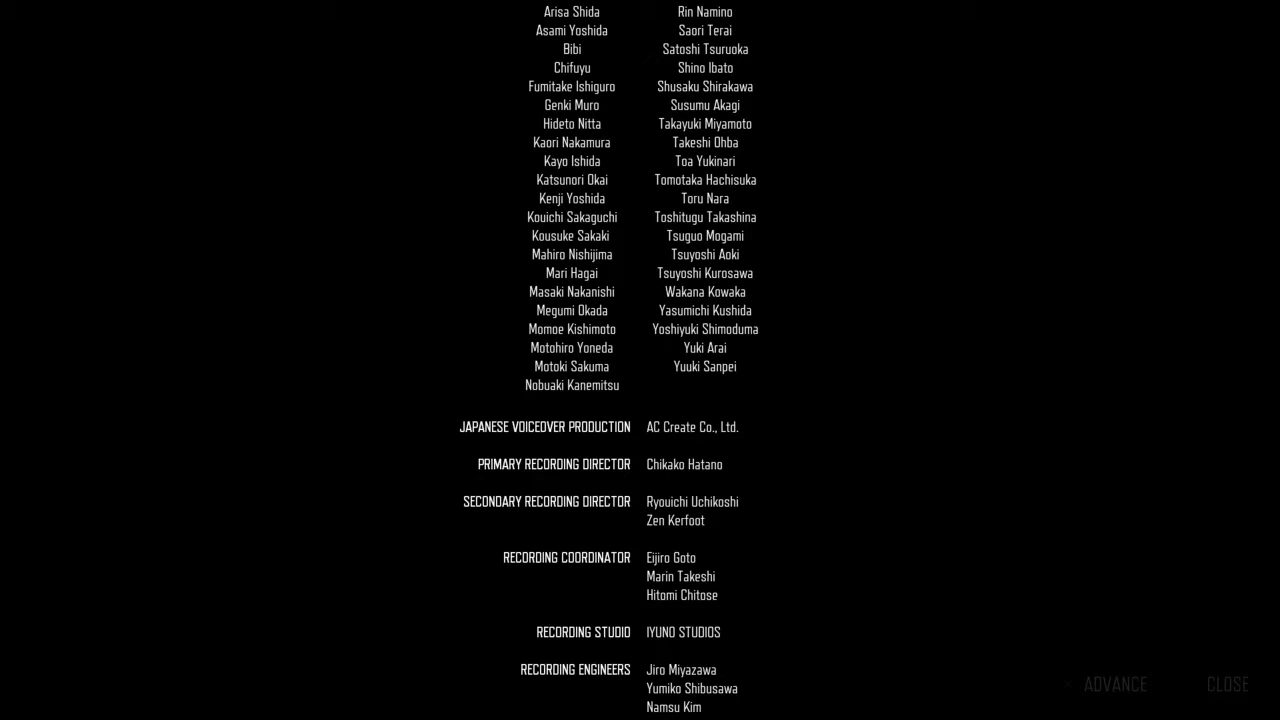 Arisa Shida Rin Namino
Asami Yoshida Saori Terai
Bibi Satoshi Tsuruoka
Chifuyu Shino Ibato
Fumitake Ishiguro Shusaku Shirakawa
Genki Muro Susumu Akagi
Hideto Nitta Takayuki Miyamoto
Kaori Nakamura Takeshi Ohba
Kayo Ishida Toa Yukinari
Katsunori Okai Tomotaka Hachisuka
Kenji Yoshida Toru Nara
Kouichi Sakaguchi Toshitugu Takashina
Kousuke Sakaki Tsuguo Mogami
Mahiro Nishijima Tsuyoshi Aoki
Mari Hagai Tsuyoshi Kurosawa
Masaki Nakanishi Wakana Kowaka
Megumi Okada Yasumichi Kushida
Momoe Kishimoto Yoshiyuki Shimoduma
Motohiro Yoneda Yuki Arai
Motoki Sakuma Yuuki Sanpei
Nobuaki Kanemitsu
JAPANESE VOICEOVER PRODUCTION AC Create Co., Ltd.
PRIMARY RECORDING DIRECTOR Chikako Hatano
SECONDARY RECORDING DIRECTOR Ryouichi Uchikoshi
Zen Kerfoot
RECORDING COORDINATOR Eijiro Goto
Marin Takeshi
Hitomi Chitose
RECORDING STUDIO IYUNO STUDIOS
RECORDING ENGINEERS Jiro Miyazawa
Yumiko Shibusawa
Namsu Kim
ADVANCE CLOSE